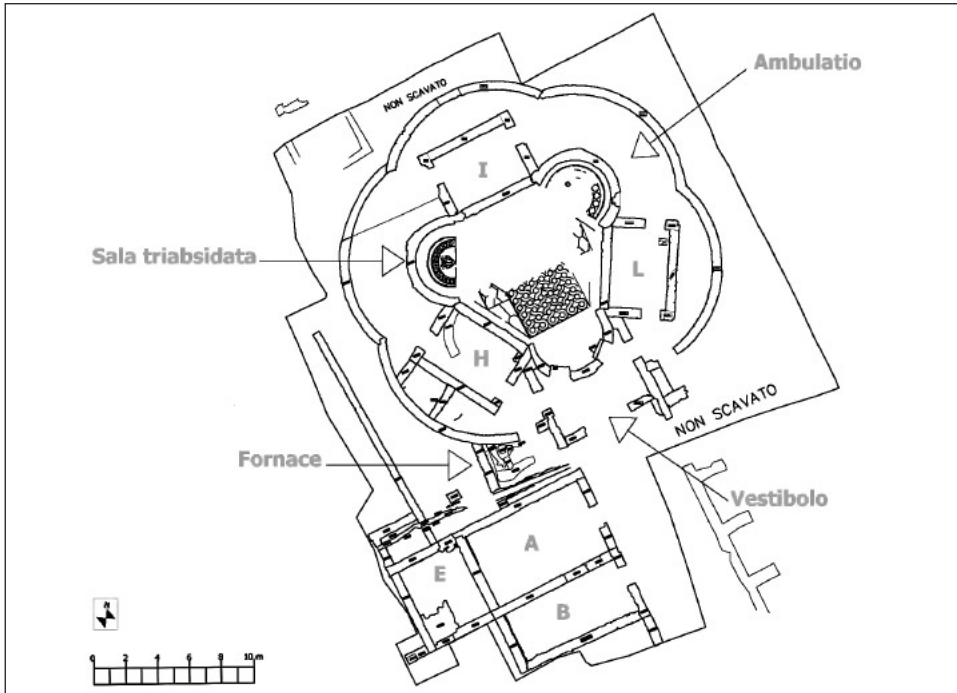 Ambulatio
NON SCAVATO
I
Sala triabsidata
L
H
NON SCAVATO
Fornace
Vestibolo
A
E
B
N
0 2 4 6 8 10 m